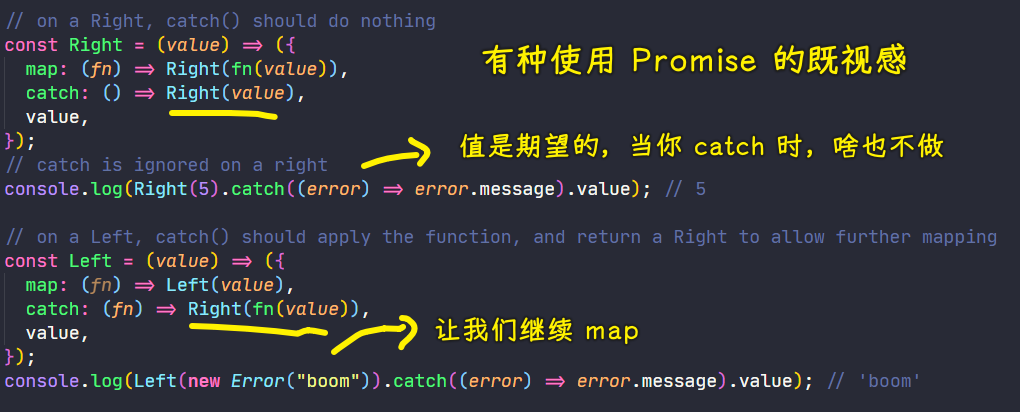 // on a Right, catch() should do nothing
const Right = (value) => ({
  map: (fn) => Right(fn(value)),
有种使用 Promise 的既视感
  catch: () => Right(value),
  value,
});
值是期望的，当你 catch 时，啥也不做
// catch is ignored on a right
console.log(Right(5).catch((error) => error.message).value); // 5
// on a Left, catch() should apply the function, and return a Right to allow further mapping
const Left = (value) => ({
  map: (fn) => Left(value),
  catch: (fn) => Right(fn(value)),
  value,
让我们继续 map
});
console.log(Left(new Error("boom")).catch((error) => error.message).value); // 'boom'